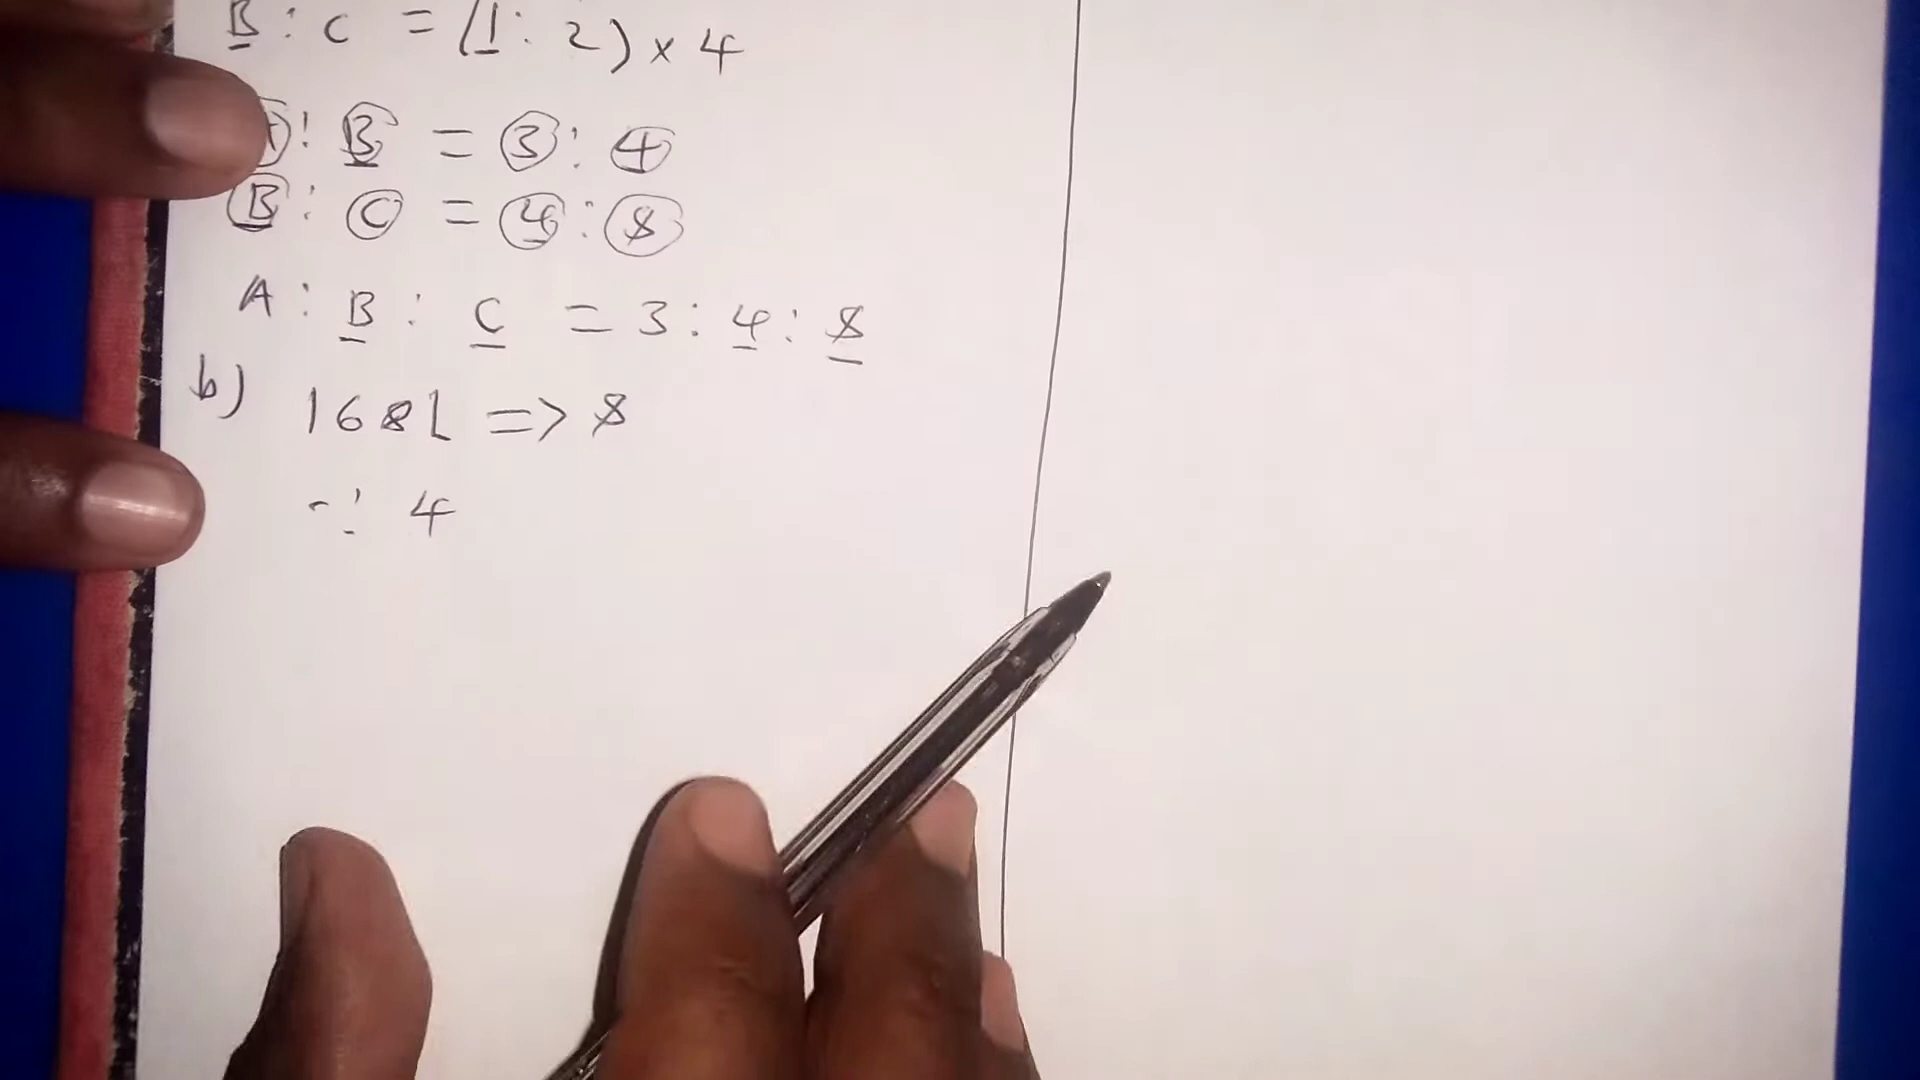 B : C = (1 : 2) × 4
: B = 3 : 4
B : C = 4 : 8
A : B : C = 3 : 4 : 8
b) 168L => 8
∵ 4